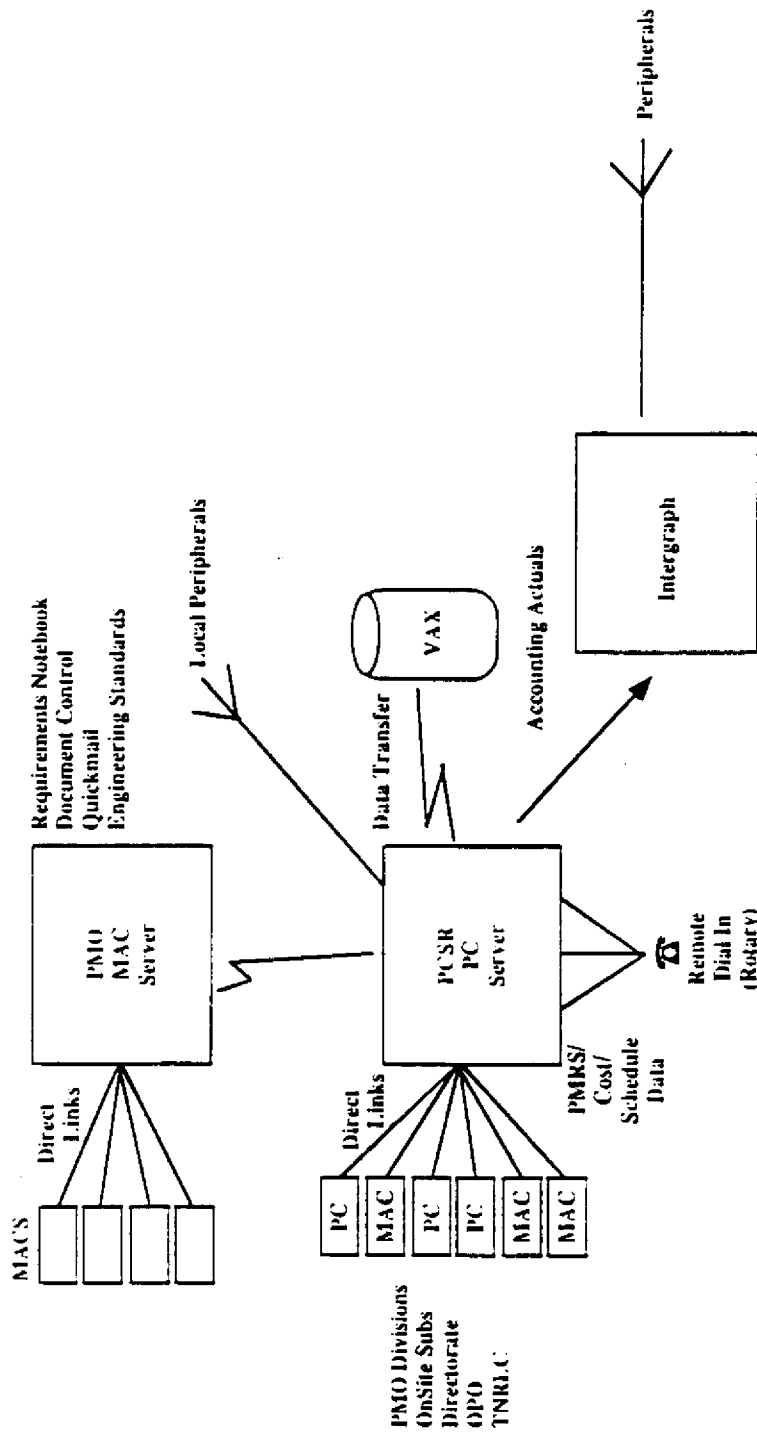 MACS
Direct
Links
PMO
MAC
Server
Requirements Notebook
Document Control
Quickmail
Engineering Standards
Local Peripherals
PMO Divisions
OnSite Subs
Directorate
OPO
TNRLC
PC
MAC
PC
PC
MAC
MAC
Direct
Links
PCSR
PC
Server
Data Transfer
VAX
PMRS/
Cost/
Schedule
Data
Remote
Dial In
(Rotary)
Accounting Actuals
Intergraph
Peripherals